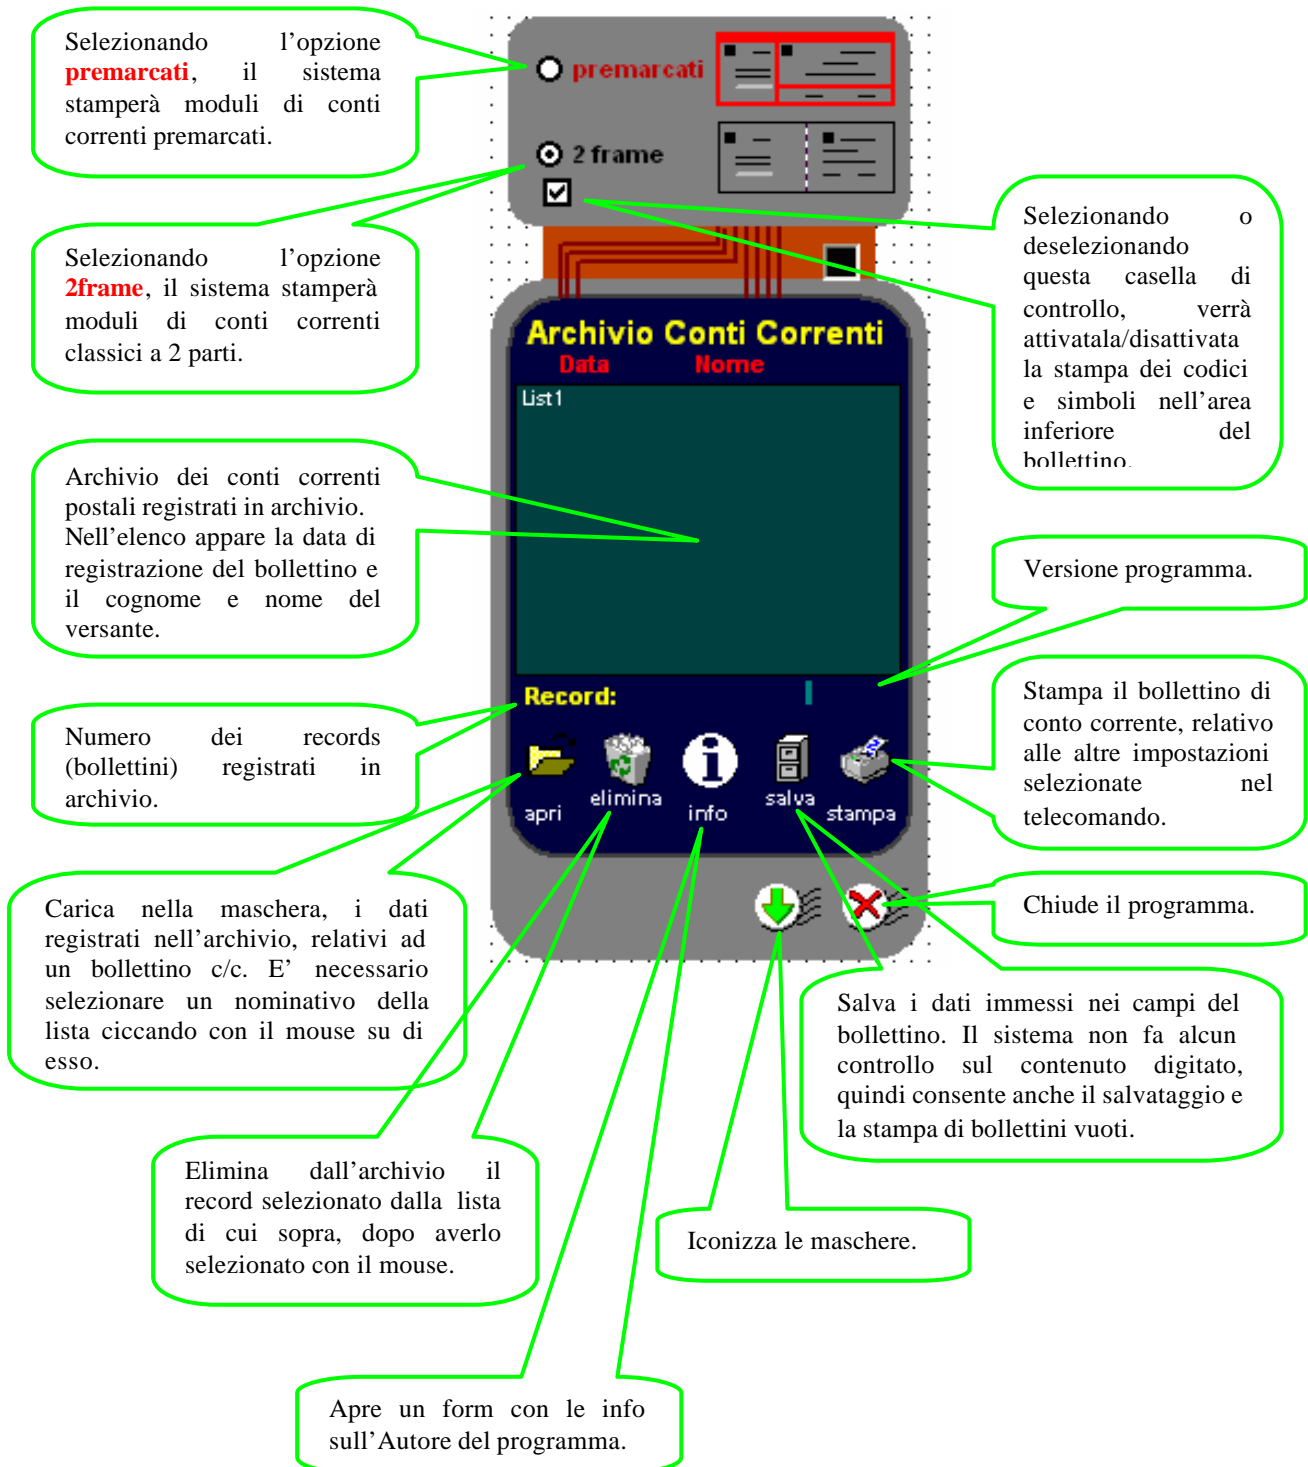 Selezionando l’opzione
premarcati, il sistema
stamperà moduli di conti
correnti premarcati.
premarcati
2 frame
Selezionando l’opzione
2frame, il sistema stamperà
moduli di conti correnti
classici a 2 parti.
Selezionando o
deselezionando
questa casella di
controllo, verrà
attivatala/disattivata
la stampa dei codici
e simboli nell’area
inferiore del
bollettino.
Archivio Conti Correnti
Data Nome
List1
Archivio dei conti correnti
postali registrati in archivio.
Nell’elenco appare la data di
registrazione del bollettino e
il cognome e nome del
versante.
Versione programma.
Record:
Numero dei records
(bollettini) registrati in
archivio.
Stampa il bollettino di
conto corrente, relativo
alle altre impostazioni
selezionate nel
telecomando.
apri elimina info salva stampa
Carica nella maschera, i dati
registrati nell’archivio, relativi ad
un bollettino c/c. E’ necessario
selezionare un nominativo della
lista ciccando con il mouse su di
esso.
Chiude il programma.
Salva i dati immessi nei campi del
bollettino. Il sistema non fa alcun
controllo sul contenuto digitato,
quindi consente anche il salvataggio e
la stampa di bollettini vuoti.
Elimina dall’archivio il
record selezionato dalla lista
di cui sopra, dopo averlo
selezionato con il mouse.
Iconizza le maschere.
Apre un form con le info
sull’Autore del programma.